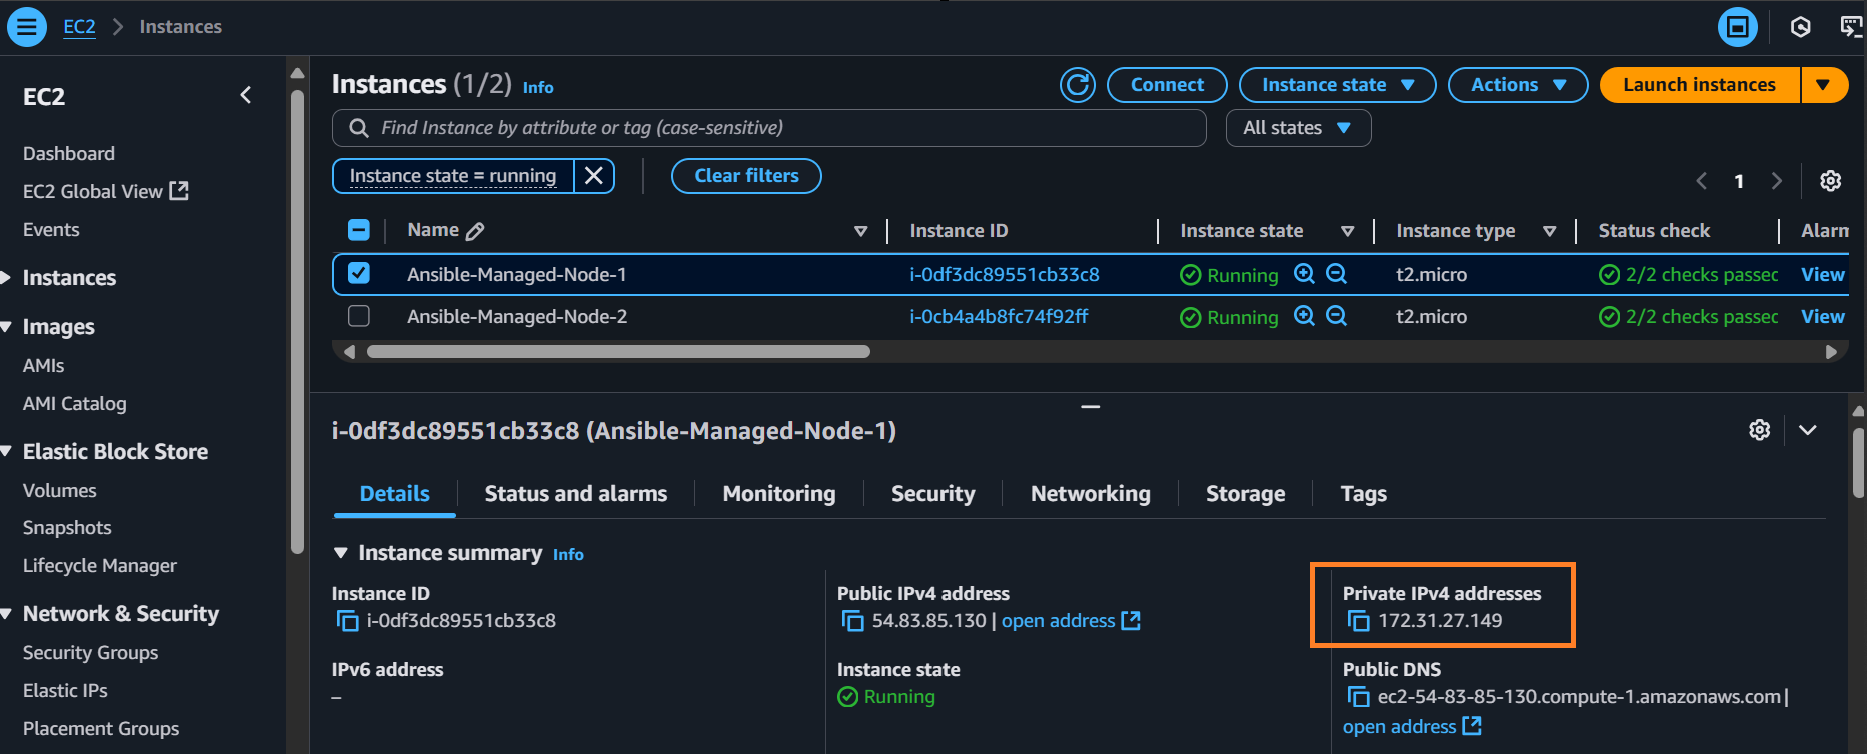 EC2 > Instances
EC2
Dashboard
EC2 Global View
Events
Instances
Images
AMIs
AMI Catalog
Elastic Block Store
Volumes
Snapshots
Lifecycle Manager
Network & Security
Security Groups
Elastic IPs
Placement Groups
Instances (1/2) Info
Connect
Instance state
Actions
Launch instances
Find Instance by attribute or tag (case-sensitive)
All states
Instance state = running
Clear filters
1
Name Instance ID Instance state Instance type Status check Alarm
Ansible-Managed-Node-1 i-0df3dc89551cb33c8 Running t2.micro 2/2 checks passec View
Ansible-Managed-Node-2 i-0cb4a4b8fc74f92ff Running t2.micro 2/2 checks passec View
i-0df3dc89551cb33c8 (Ansible-Managed-Node-1)
Details Status and alarms Monitoring Security Networking Storage Tags
Instance summary Info
Instance ID
i-0df3dc89551cb33c8
Public IPv4 address
54.83.85.130 | open address
Private IPv4 addresses
172.31.27.149
IPv6 address
–
Instance state
Running
Public DNS
ec2-54-83-85-130.compute-1.amazonaws.com |
open address